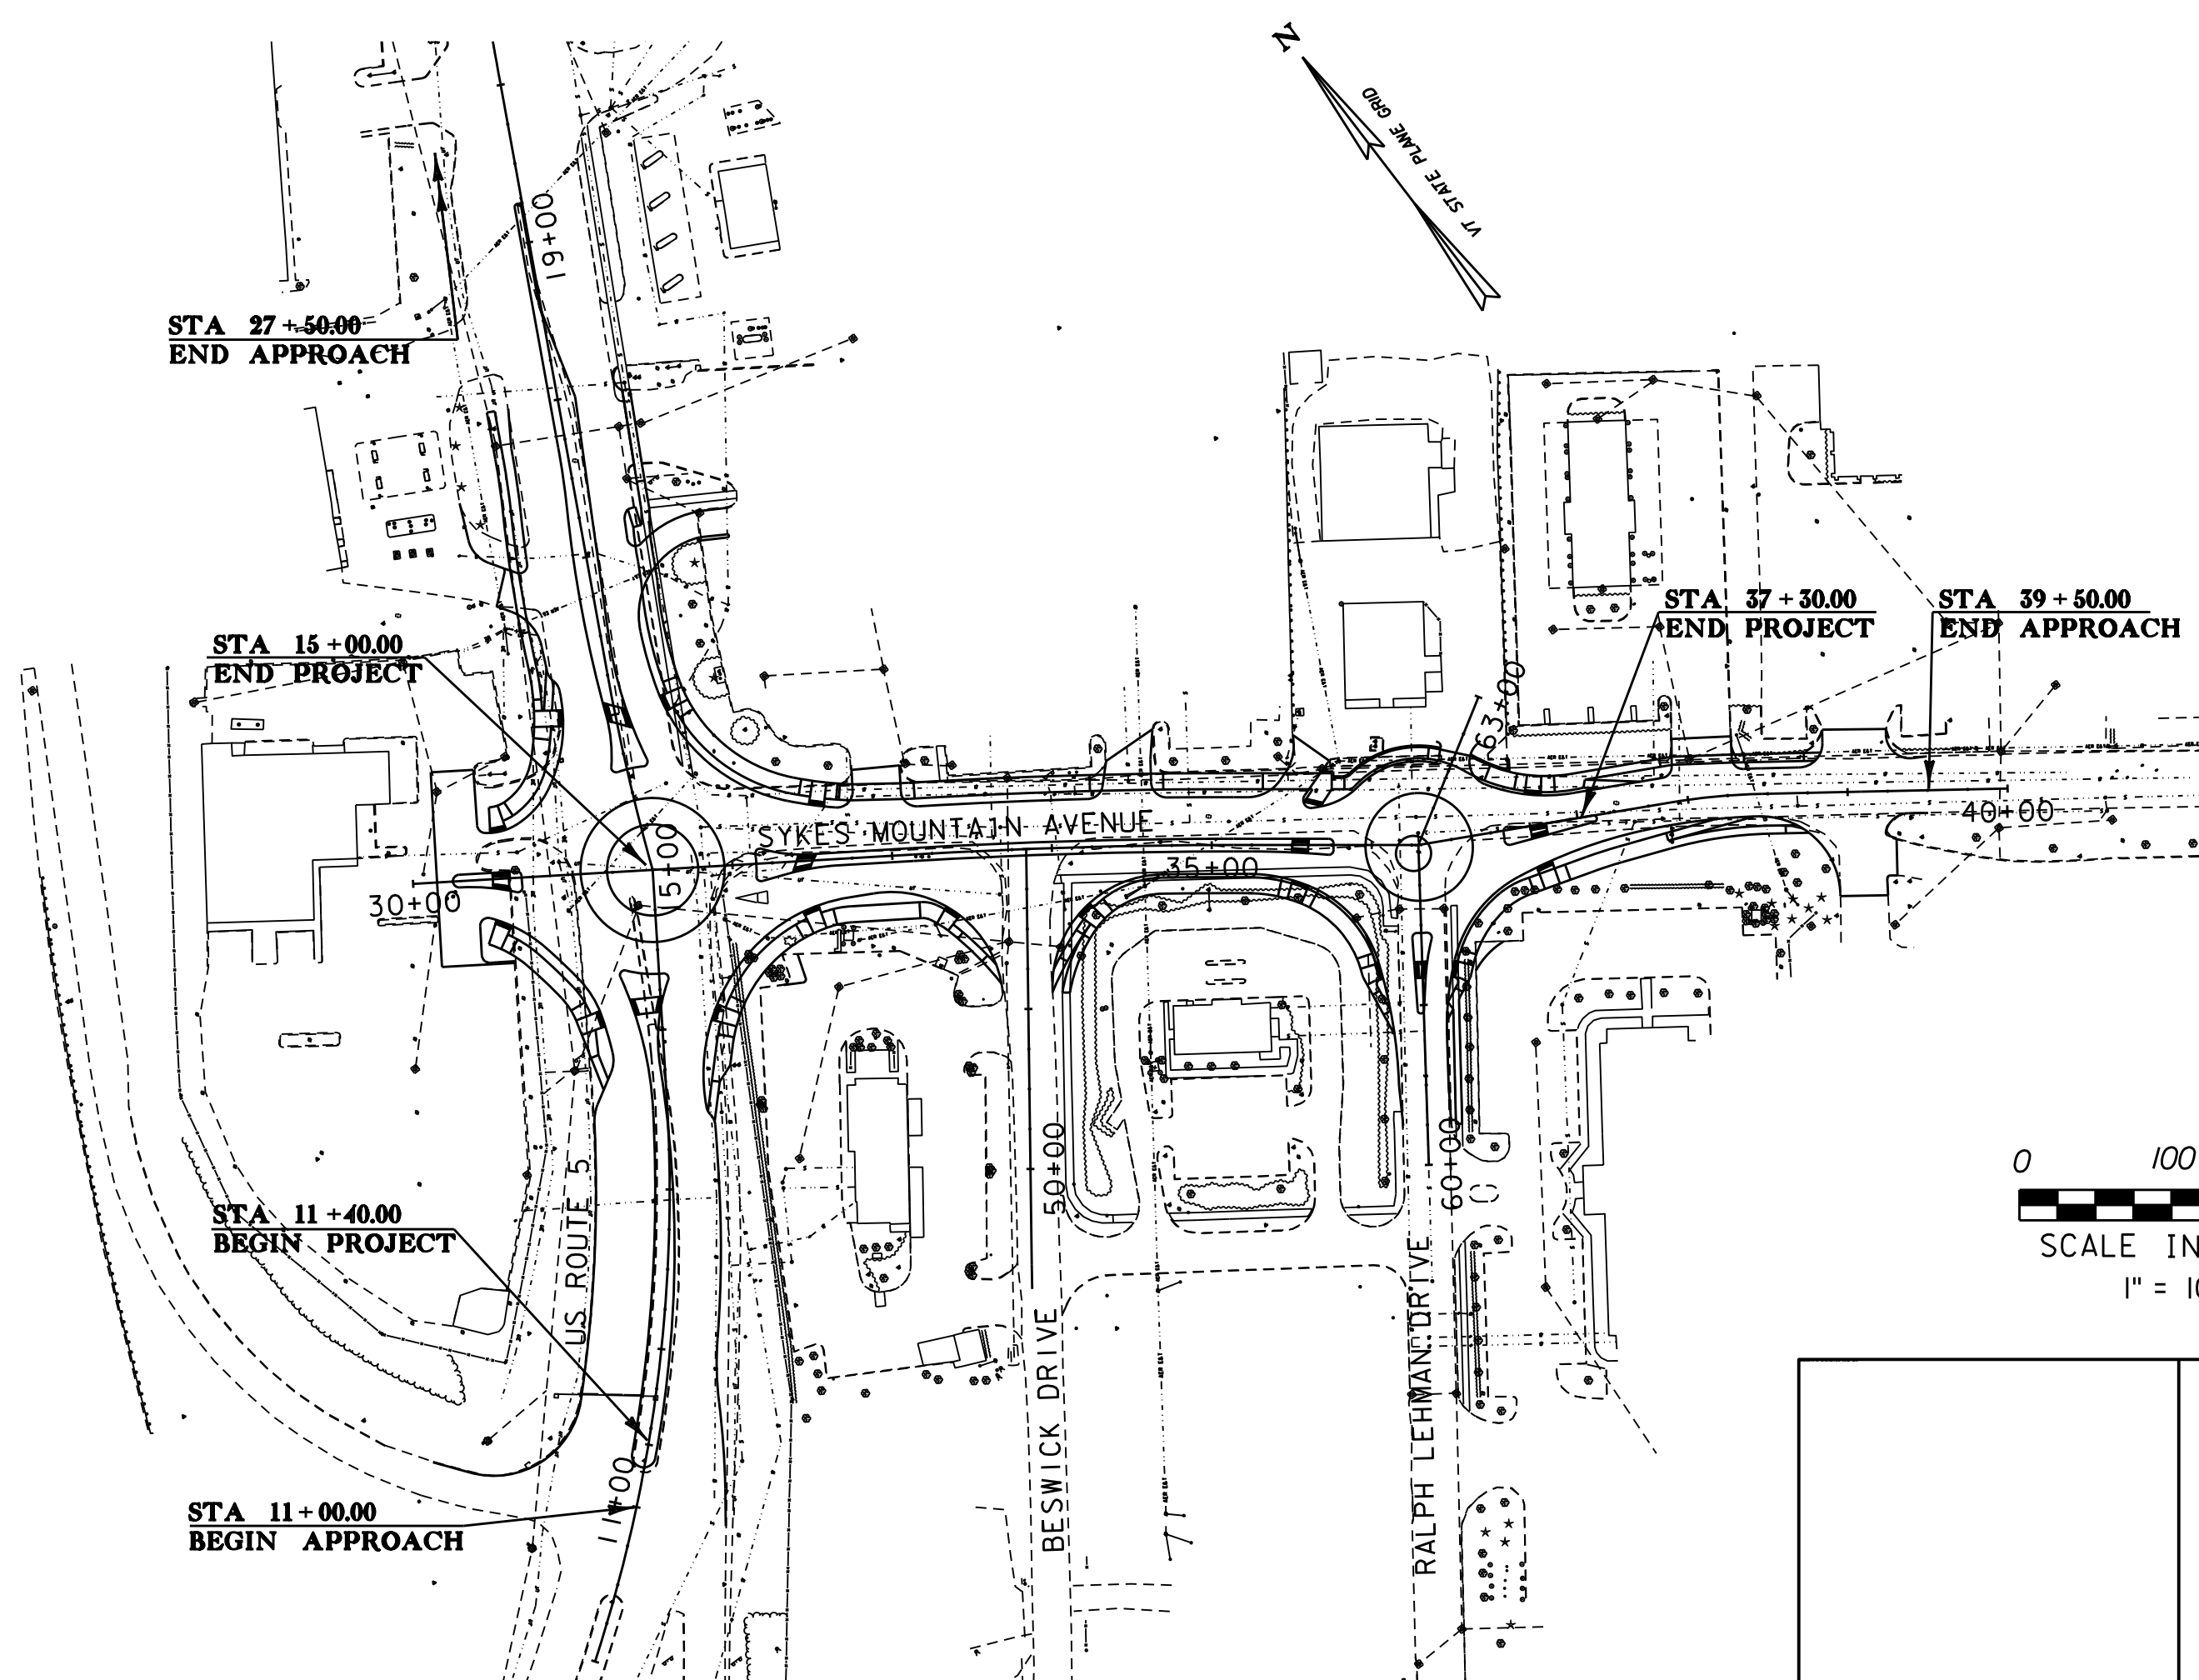 N
VT STATE PLANE GRID
19+00
STA 27 + 50.00
END APPROACH
STA 15 +00.00
END PROJECT
STA 37 + 30.00
END PROJECT
STA 39 + 50.00
END APPROACH
63+00
40+00
SYKES MOUNTAIN AVENUE
35+00
15+00
30+00
50+00
60+00
0 100
SCALE IN
1" = 10
STA 11 +40.00
BEGIN PROJECT
US ROUTE 5
BESWICK DRIVE
RALPH LEHMAN DRIVE
11+00
STA 11 + 00.00
BEGIN APPROACH